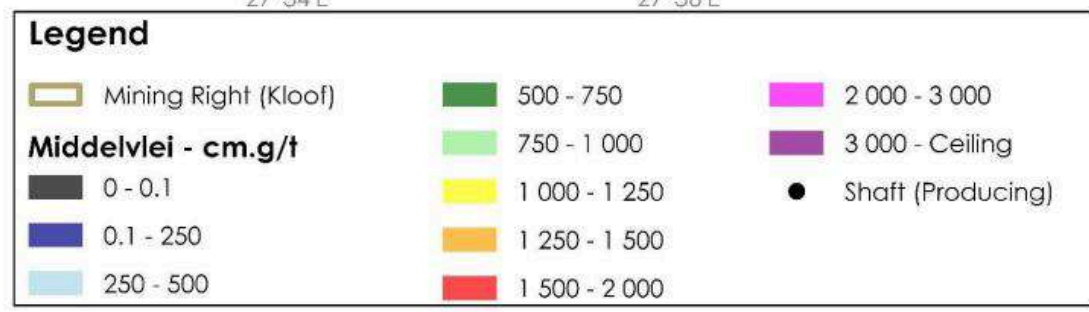 Legend
Mining Right (Kloof)
Middelvlei - cm.g/t
0 - 0.1
0.1 - 250
250 - 500
500 - 750
750 - 1 000
1 000 - 1 250
1 250 - 1 500
1 500 - 2 000
2 000 - 3 000
3 000 - Ceiling
Shaft (Producing)